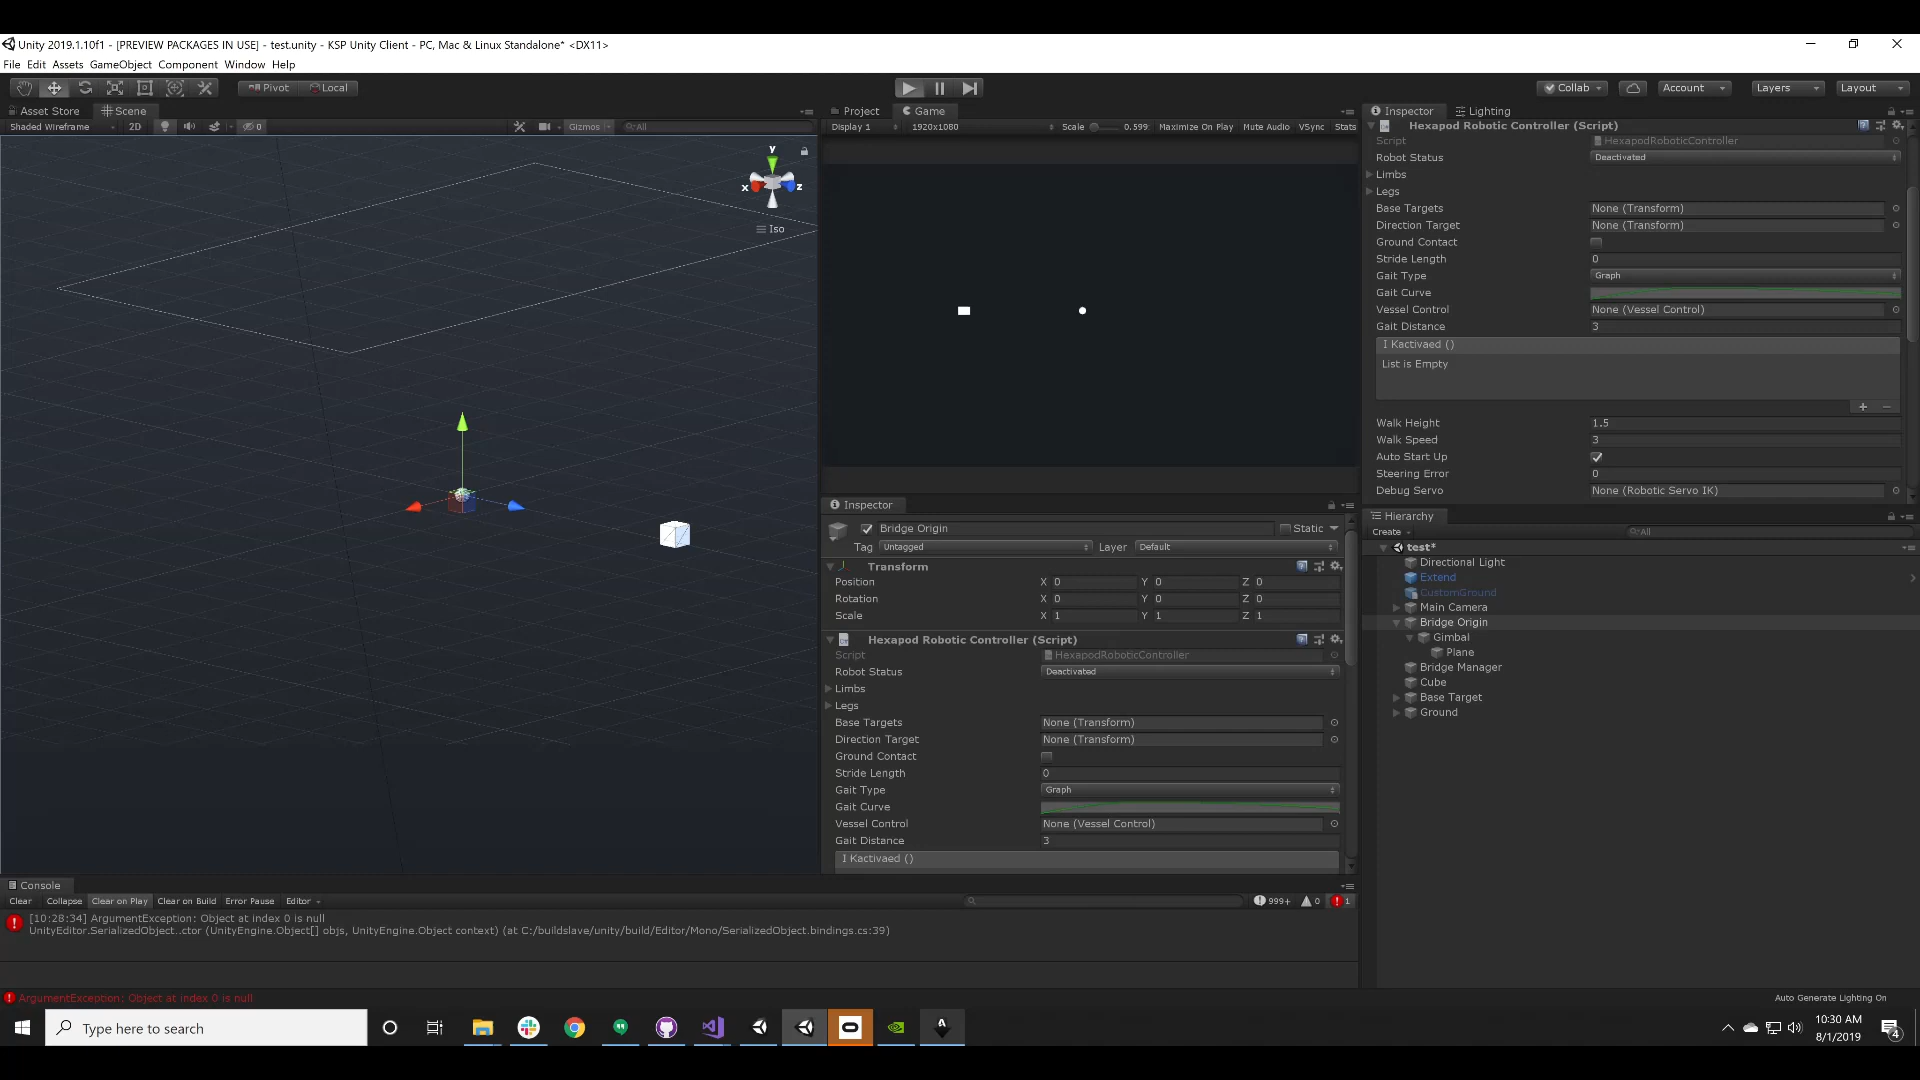 Unity 2019.1.10f1 - [PREVIEW PACKAGES IN USE] - test.unity - KSP Unity Client - PC, Mac & Linux Standalone* <DX11>
File Edit Assets GameObject Component Window Help
Pivot Local Collab Account Layers Layout
Asset Store Scene
Shaded Wireframe 2D 0 Gizmos All
y
x z
Iso
Project Game
Display 1 1920x1080 Scale 0.599 Maximize On Play Mute Audio VSync Stats
Inspector Lighting
Hexapod Robotic Controller (Script)
Script HexapodRoboticController
Robot Status Deactivated
Limbs
Legs
Base Targets None (Transform)
Direction Target None (Transform)
Ground Contact
Stride Length 0
Gait Type Graph
Gait Curve
Vessel Control None (Vessel Control)
Gait Distance 3
I Kactivaed ()
List is Empty
Walk Height 1.5
Walk Speed 3
Auto Start Up
Steering Error 0
Debug Servo None (Robotic Servo IK)
Inspector
Bridge Origin Static
Tag Untagged Layer Default
Transform
Position X 0 Y 0 Z 0
Rotation X 0 Y 0 Z 0
Scale X 1 Y 1 Z 1
Hexapod Robotic Controller (Script)
Script HexapodRoboticController
Robot Status Deactivated
Limbs
Legs
Base Targets None (Transform)
Direction Target None (Transform)
Ground Contact
Stride Length 0
Gait Type Graph
Gait Curve
Vessel Control None (Vessel Control)
Gait Distance 3
I Kactivaed ()
Hierarchy
Create All
test*
Directional Light
Extend
CustomGround
Main Camera
Bridge Origin
Gimbal
Plane
Bridge Manager
Cube
Base Target
Ground
Console
Clear Collapse Clear on Play Clear on Build Error Pause Editor 999+ 0 1
[10:28:34] ArgumentException: Object at index 0 is null
UnityEditor.SerializedObject..ctor (UnityEngine.Object[] objs, UnityEngine.Object context) (at C:/buildslave/unity/build/Editor/Mono/SerializedObject.bindings.cs:39)
ArgumentException: Object at index 0 is null
Auto Generate Lighting On
Type here to search
10:30 AM
8/1/2019
4